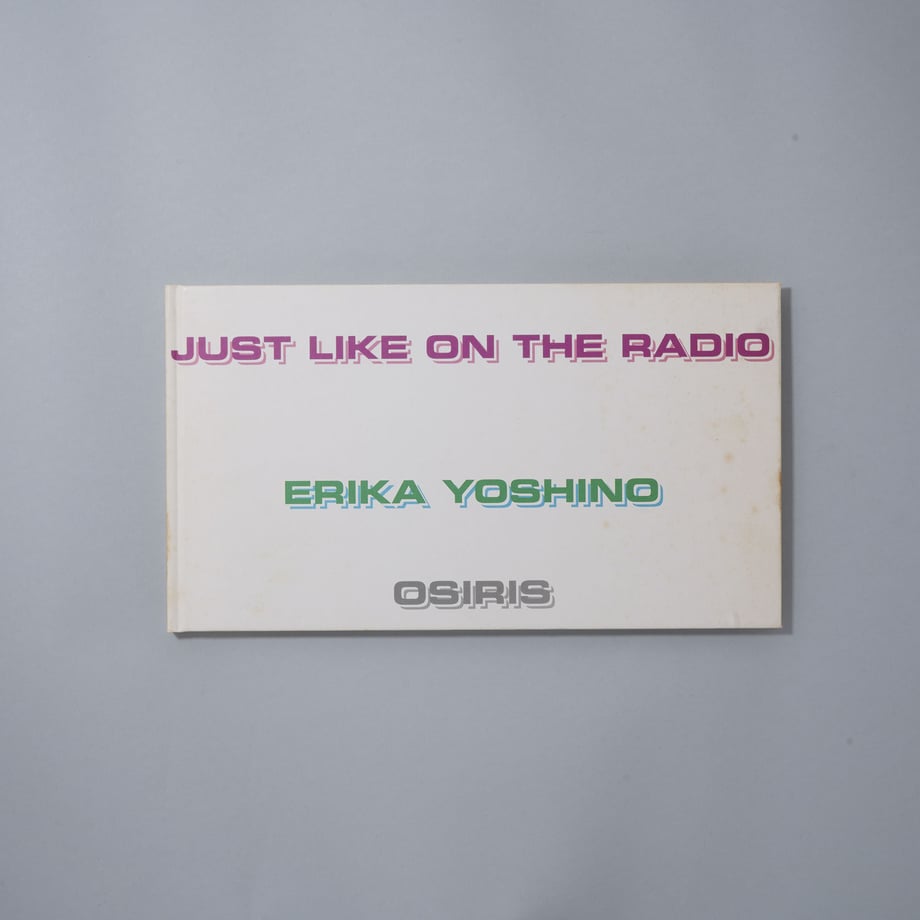 JUST LIKE ON THE RADIO
ERIKA YOSHINO
OSIRIS